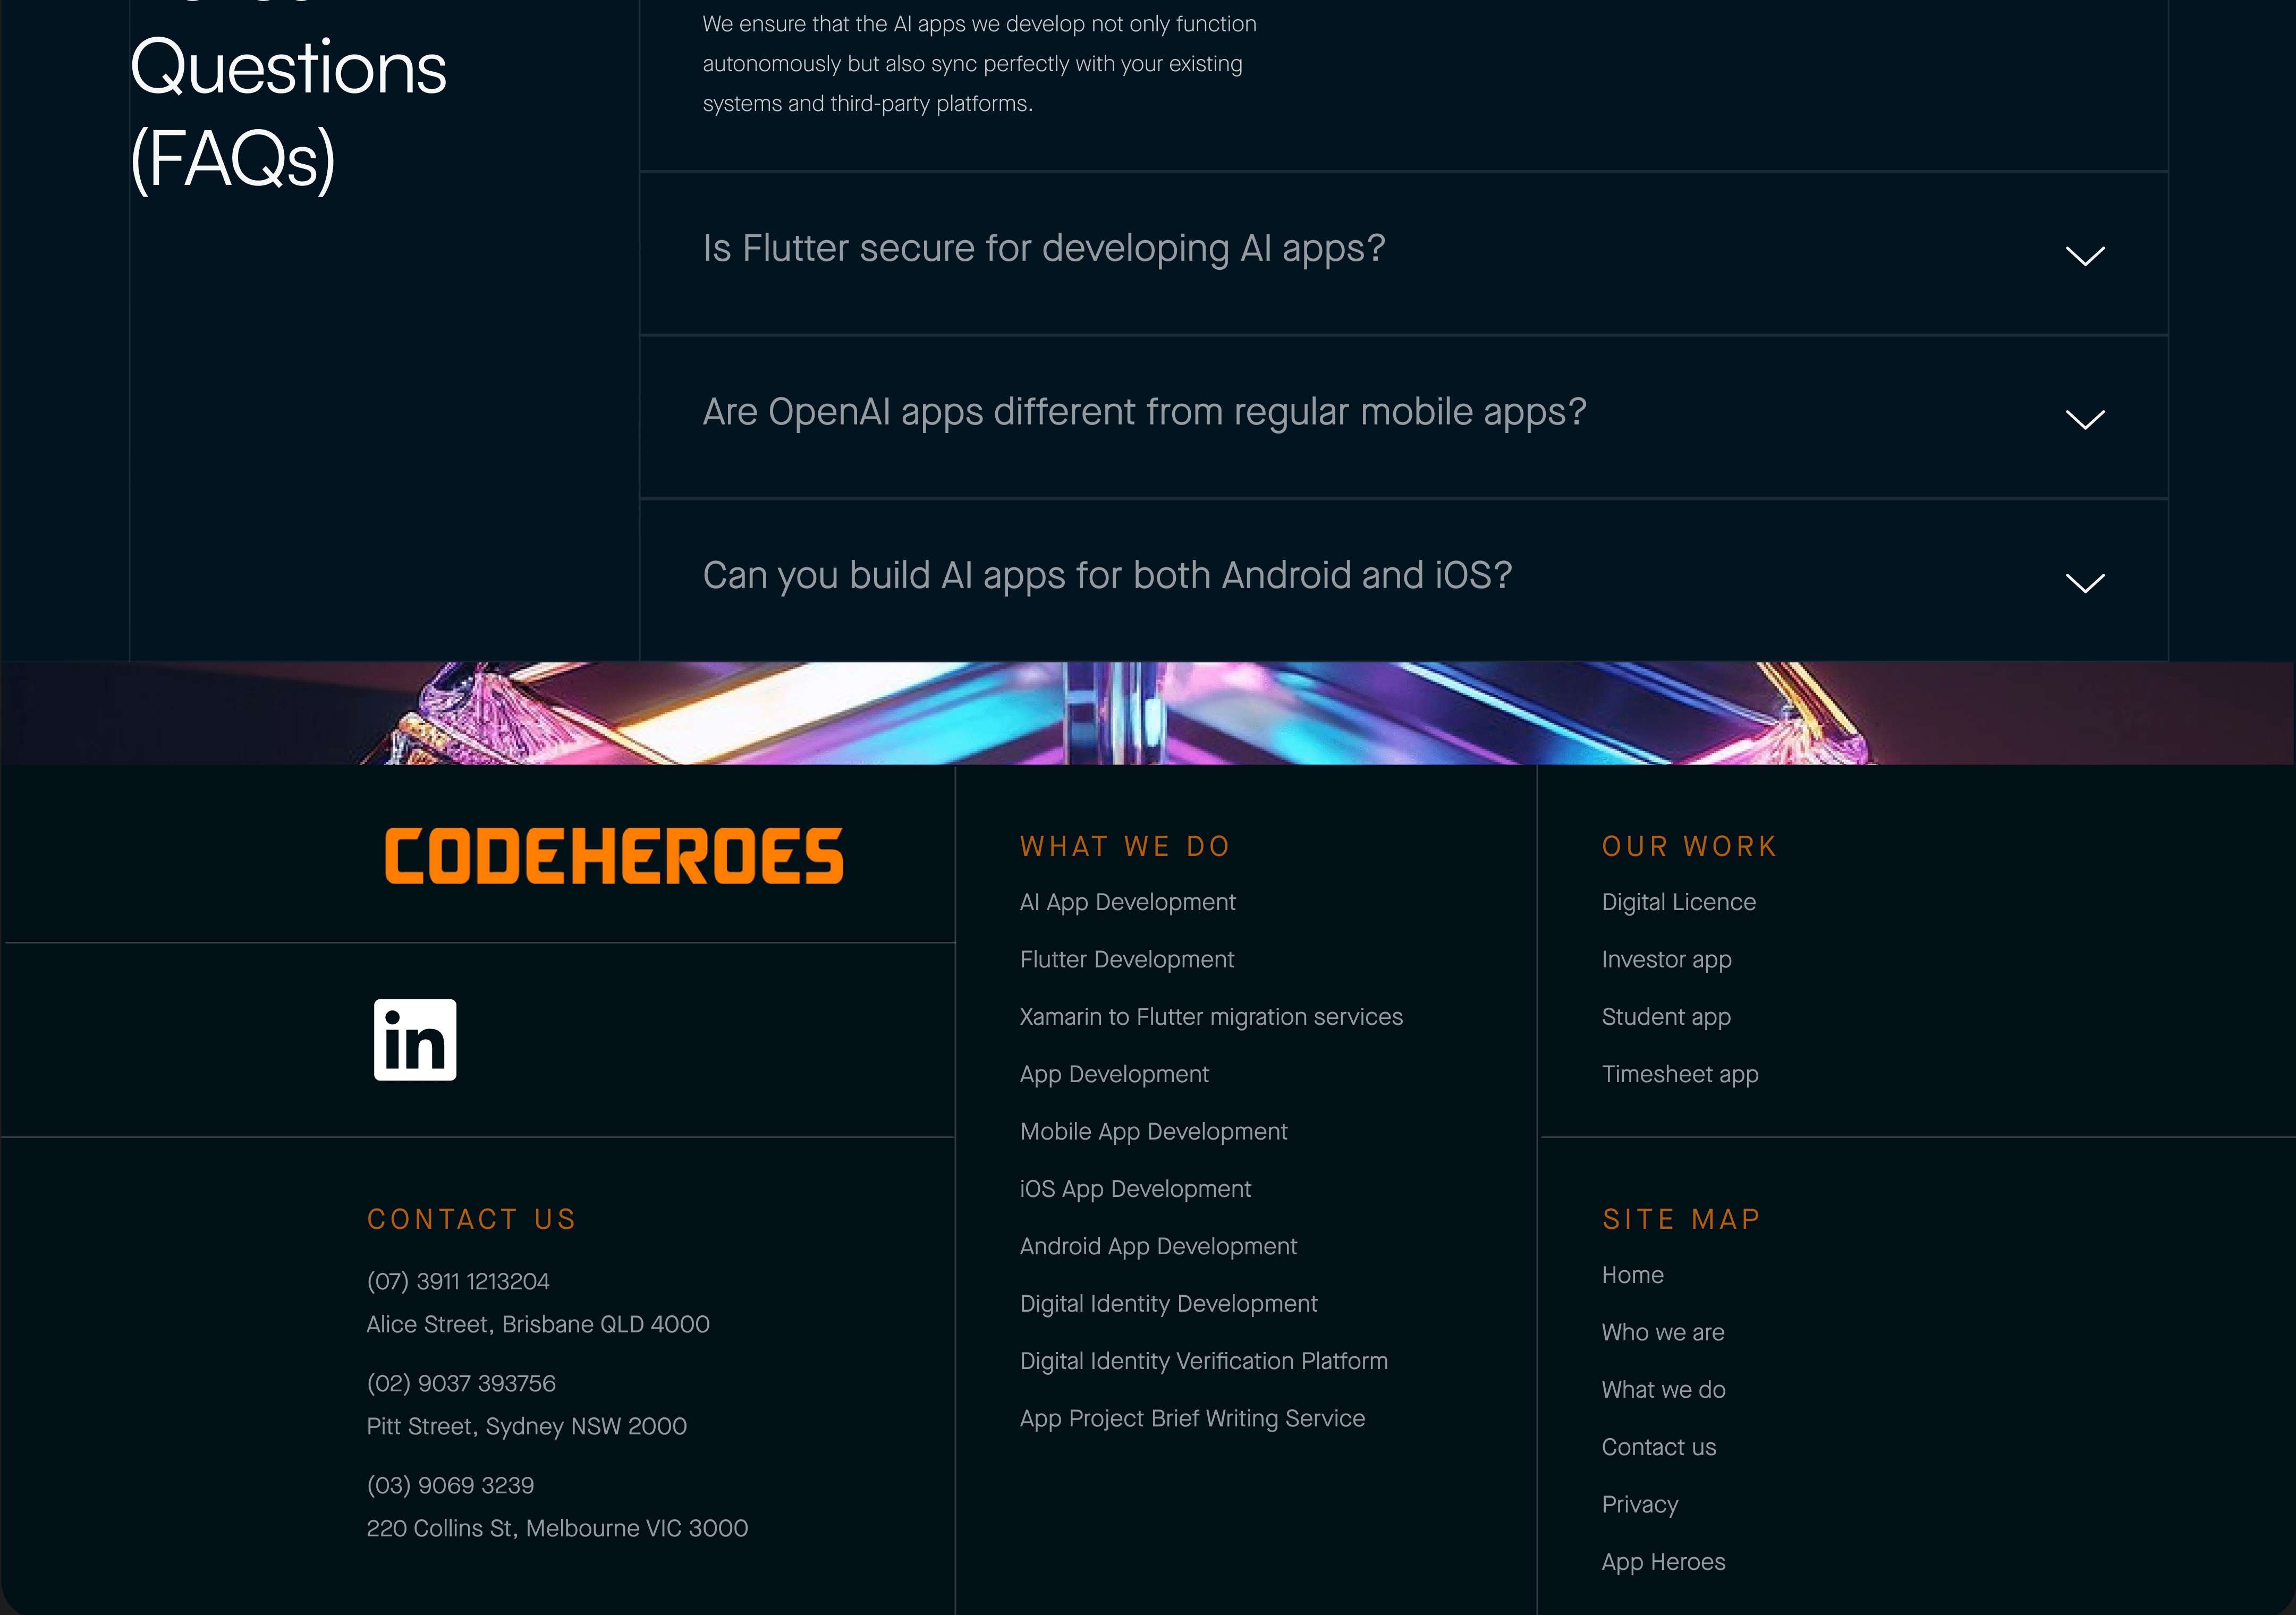 Questions
(FAQs)
We ensure that the AI apps we develop not only function
autonomously but also sync perfectly with your existing
systems and third-party platforms.
Is Flutter secure for developing AI apps?
Are OpenAI apps different from regular mobile apps?
Can you build AI apps for both Android and iOS?
CODEHEROES
in
CONTACT US
(07) 3911 1213204
Alice Street, Brisbane QLD 4000
(02) 9037 393756
Pitt Street, Sydney NSW 2000
(03) 9069 3239
220 Collins St, Melbourne VIC 3000
WHAT WE DO
AI App Development
Flutter Development
Xamarin to Flutter migration services
App Development
Mobile App Development
iOS App Development
Android App Development
Digital Identity Development
Digital Identity Verification Platform
App Project Brief Writing Service
OUR WORK
Digital Licence
Investor app
Student app
Timesheet app
SITE MAP
Home
Who we are
What we do
Contact us
Privacy
App Heroes